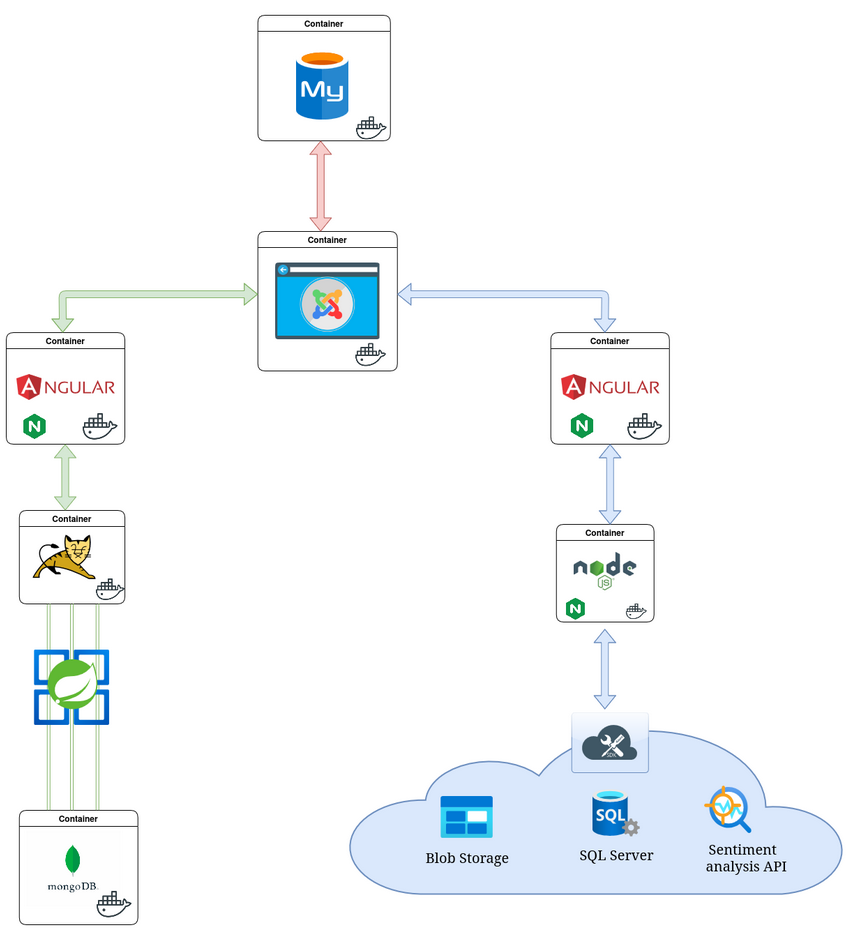 Container
My
Container
Container
ANGULAR
N
Container
ANGULAR
N
Container
Container
node
JS
N
SDK
Container
mongoDB.
SQL
Blob Storage
SQL Server
Sentiment
analysis API